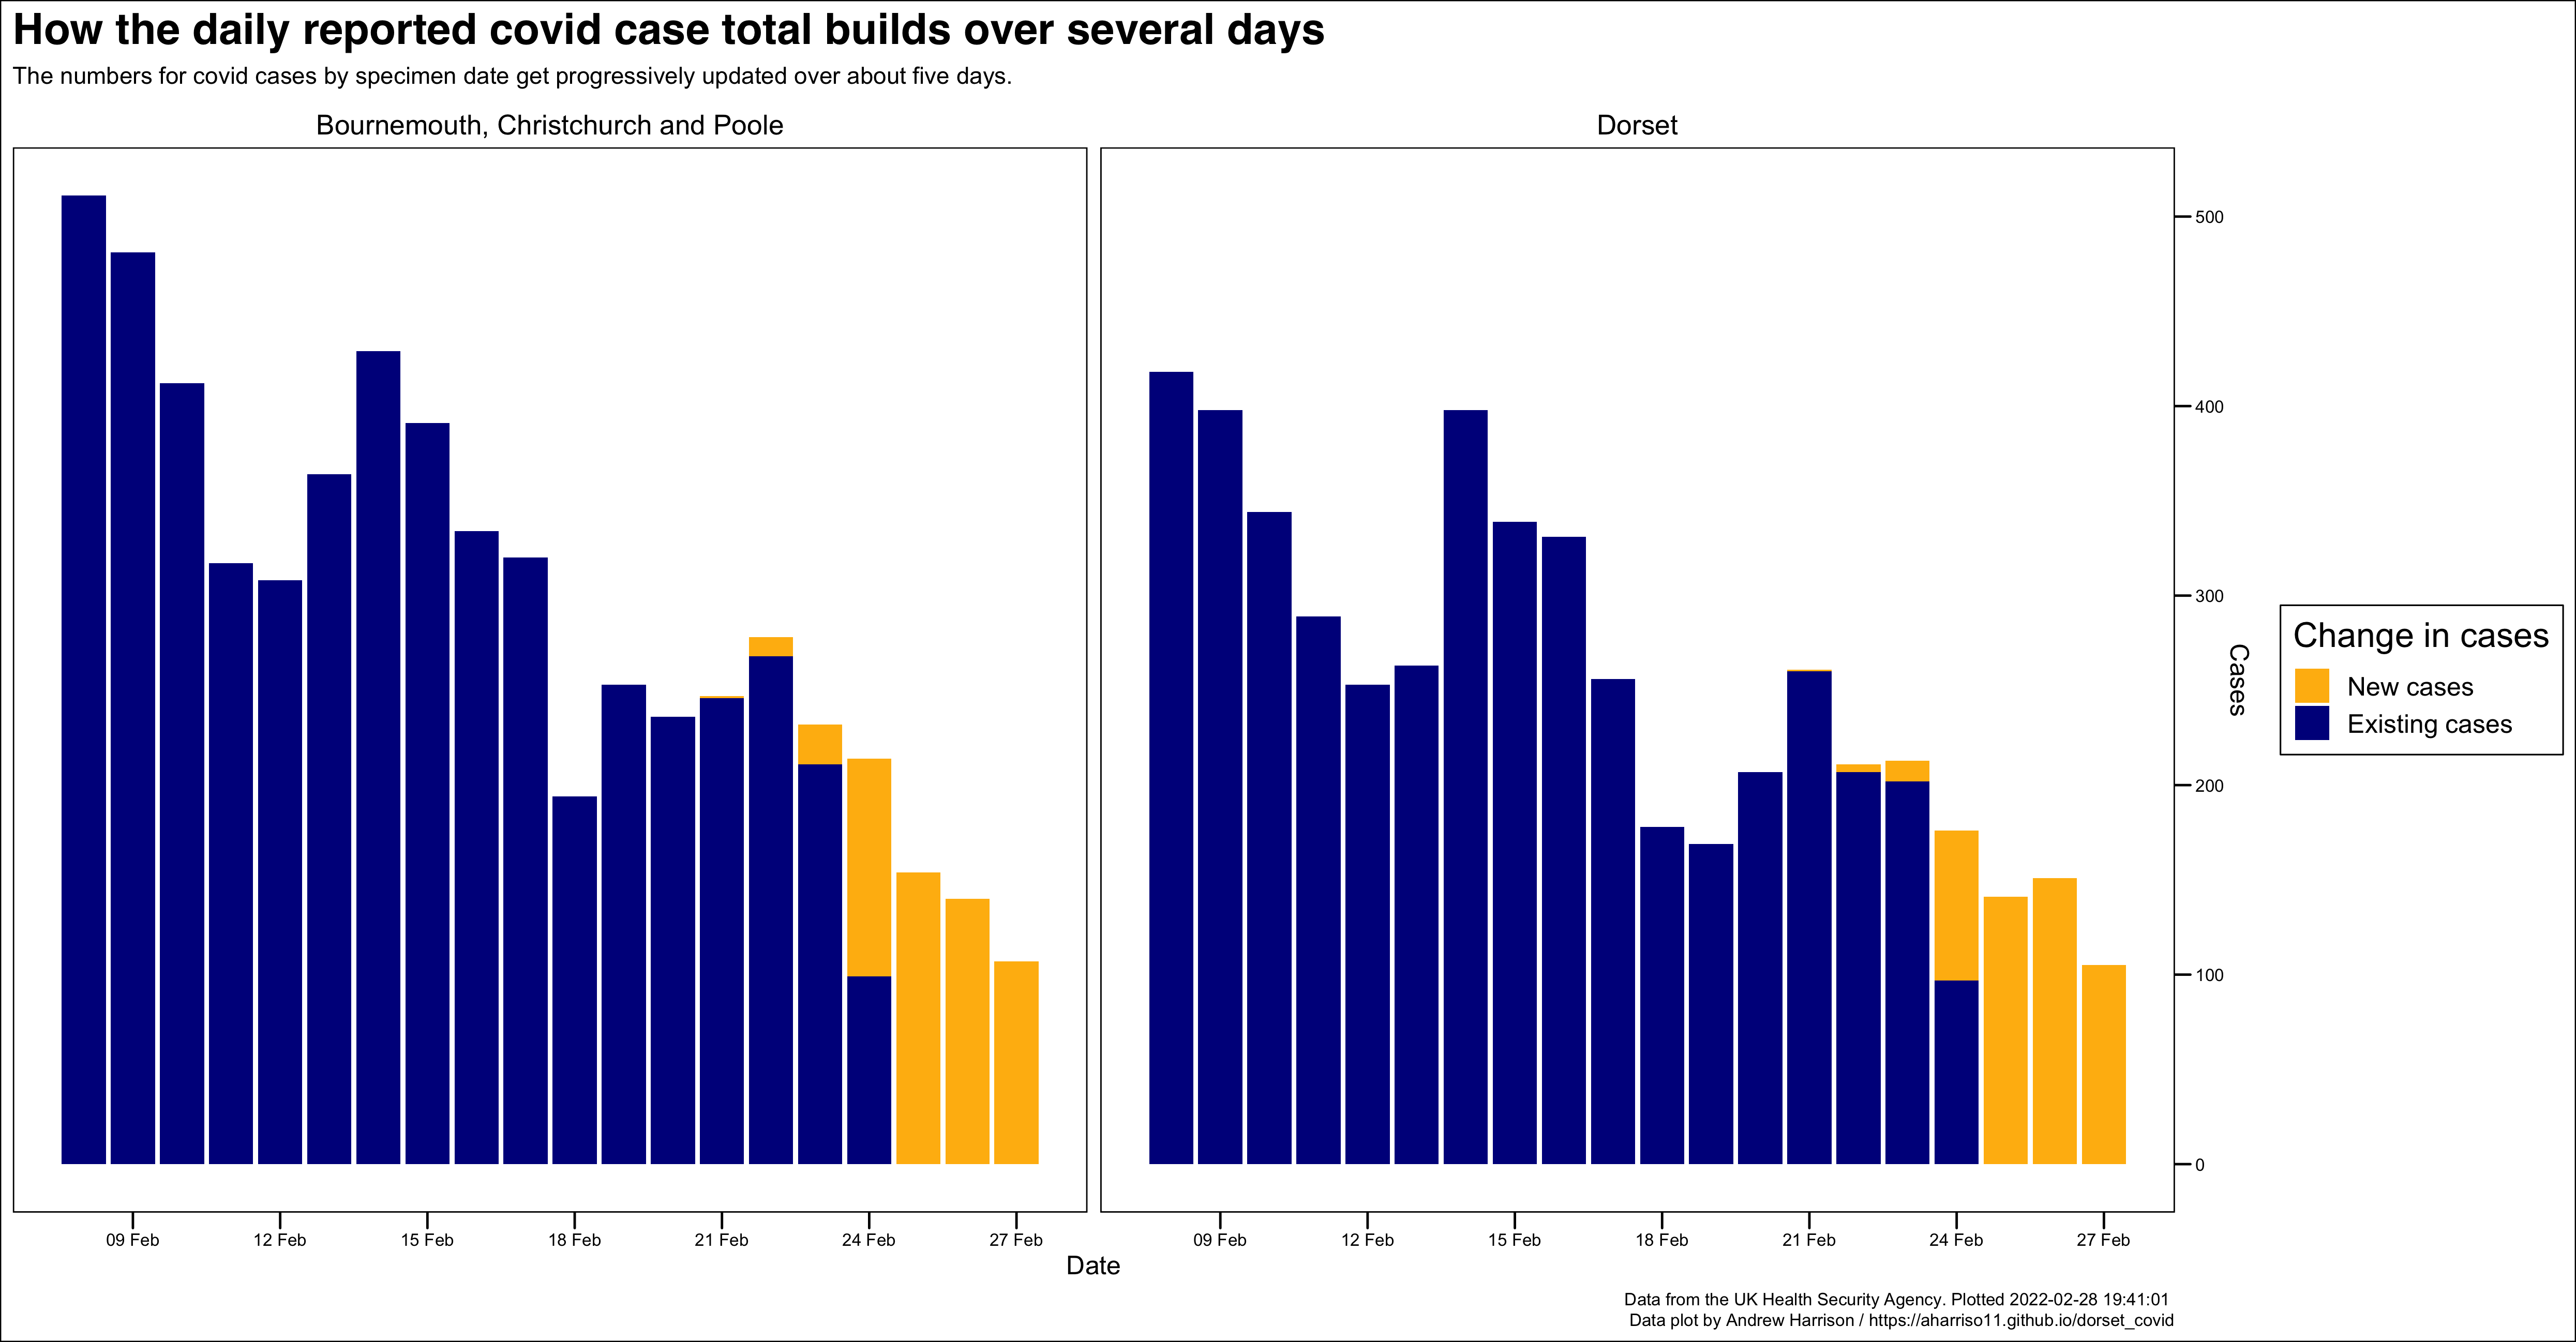 How the daily reported covid case total builds over several days
The numbers for covid cases by specimen date get progressively updated over about five days.
Bournemouth, Christchurch and Poole
Dorset
500
400
300
200
100
0
Cases
Change in cases
New cases
Existing cases
09 Feb
12 Feb
15 Feb
18 Feb
21 Feb
24 Feb
27 Feb
09 Feb
12 Feb
15 Feb
18 Feb
21 Feb
24 Feb
27 Feb
Date
Data from the UK Health Security Agency. Plotted 2022-02-28 19:41:01
Data plot by Andrew Harrison / https://aharriso11.github.io/dorset_covid